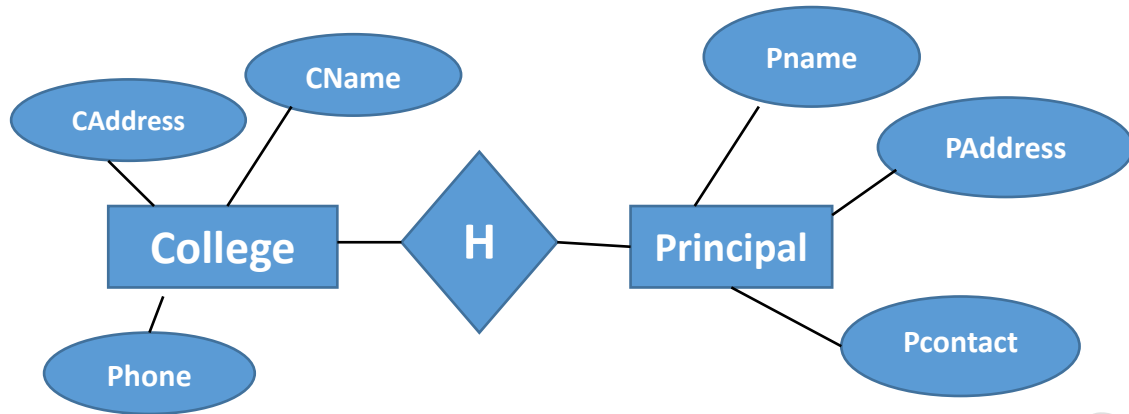 CName
Pname
CAddress
PAddress
College
H
Principal
Pcontact
Phone